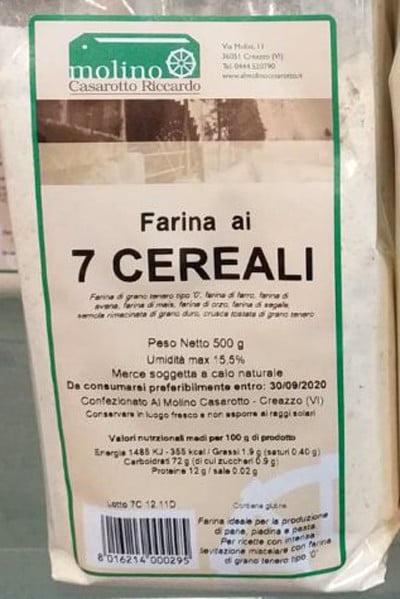 molino
Casarotto Riccardo
Via Molini, 11
36051 Creazzo (VI)
Tel. 0444.520790
www.almolinocasarotto.it
Farina ai
7 CEREALI
Farina di grano tenero tipo '0', farina di farro, farina di
avena, farina di mais, farina di orzo, farina di segale,
semola rimacinata di grano duro, crusca tostata di grano tenero
Peso Netto 500 g
Umidità max 15,5%
Merce soggetta a calo naturale
Da consumarsi preferibilmente entro: 30/09/2020
Confezionato Al Molino Casarotto - Creazzo (VI)
Conservare in luogo fresco e non esporre ai raggi solari
Valori nutrizionali medi per 100 g di prodotto
Energia 1485 KJ - 355 kcal / Grassi 1.9 g (saturi 0.40 g)
Carboidrati 72 g (di cui zuccheri 0.9 g)
Proteine 12 g / sale 0.02 g
Lotto 7C 12.11D
Contiene glutine
8 016214 000295
Farina ideale per la produzione
di pane, piadina e pasta.
Per ricette con intensa
lievitazione miscelare con farina
di grano tenero tipo '0'